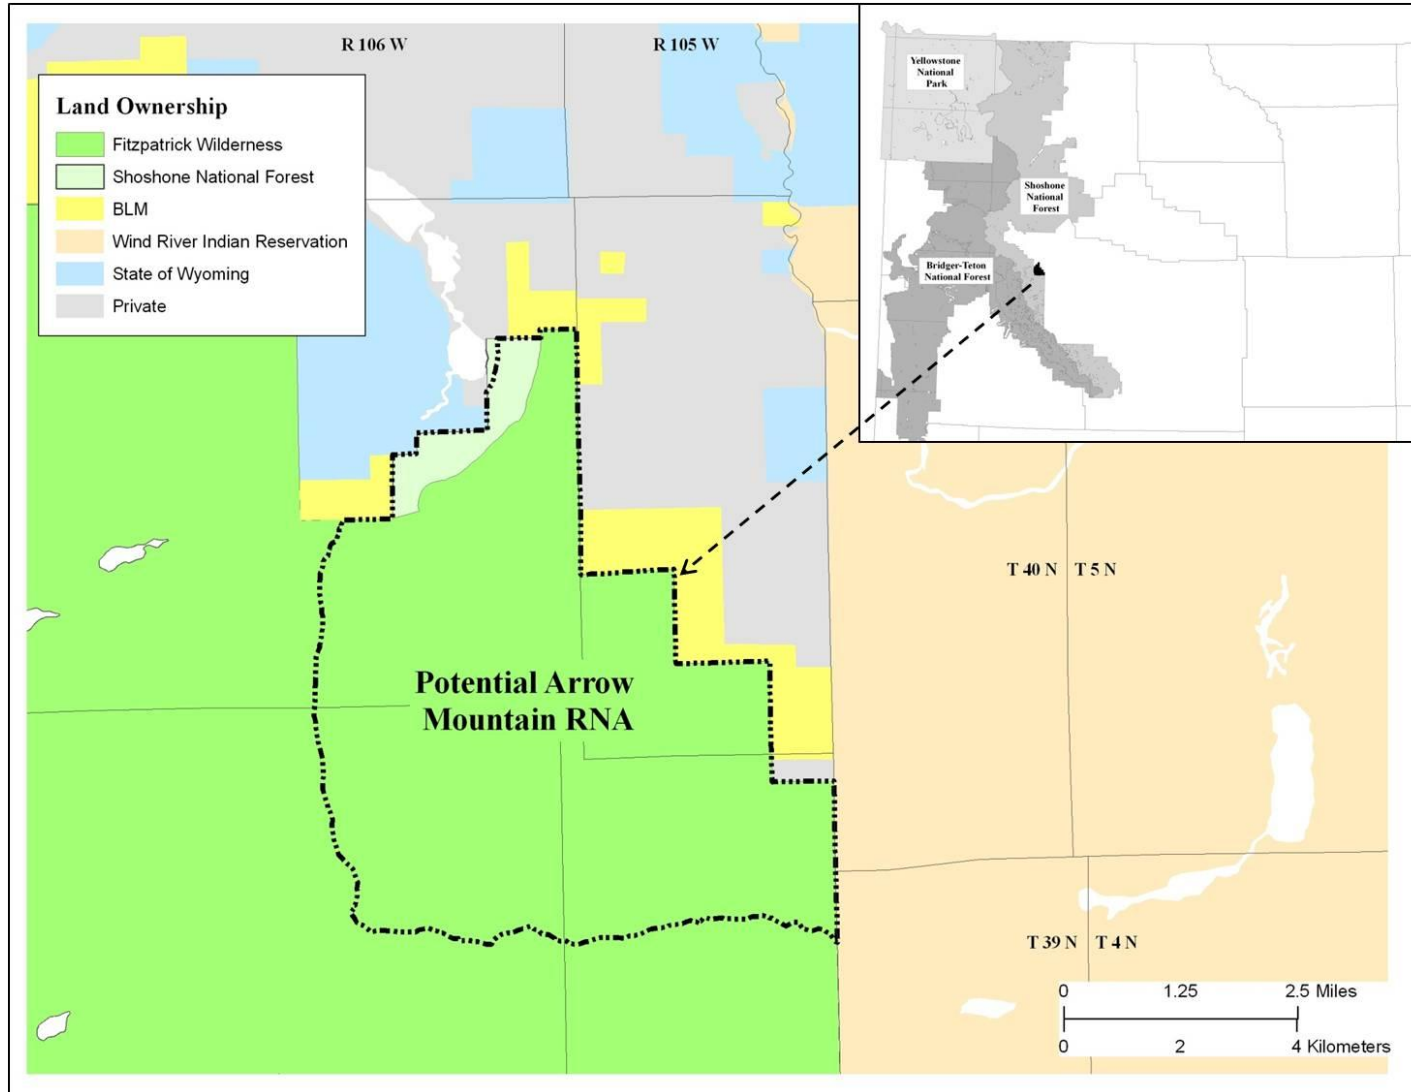 R 106 W
R 105 W
Land Ownership
Fitzpatrick Wilderness
Shoshone National Forest
BLM
Wind River Indian Reservation
State of Wyoming
Private
Yellowstone
National
Park
Shoshone
National
Forest
Bridger-Teton
National Forest
T 40 N
T 5 N
Potential Arrow
Mountain RNA
T 39 N
T 4 N
0
1.25
2.5 Miles
0
2
4 Kilometers